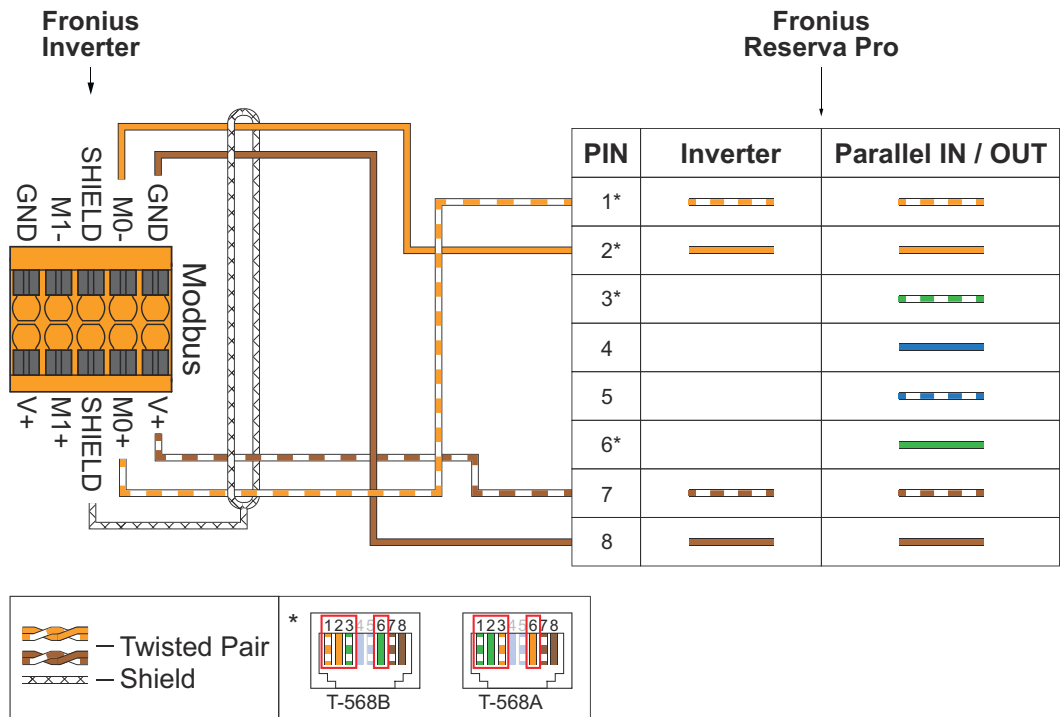 Fronius
Inverter
Fronius
Reserva Pro
GND
M1-
SHIELD
M0-
GND
Modbus
V+
M1+
SHIELD
M0+
V+
PIN Inverter Parallel IN / OUT
1*
2*
3*
4
5
6*
7
8
Twisted Pair
Shield
*
12345678
T-568B
12345678
T-568A